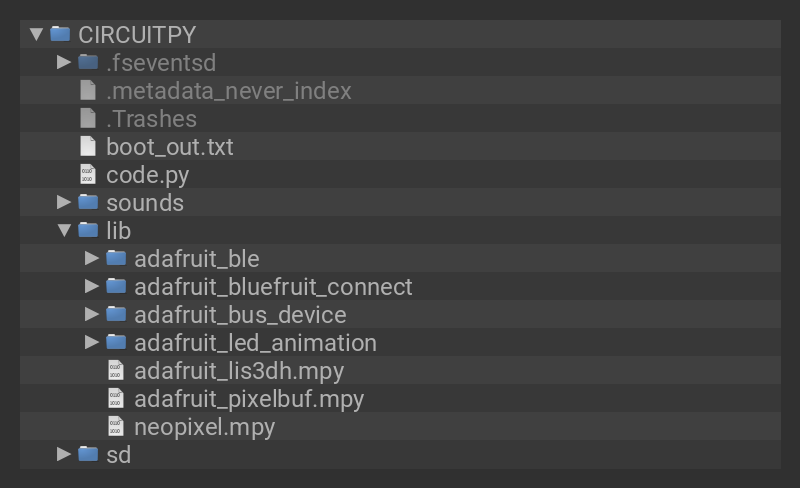 CIRCUITPY
.fseventsd
.metadata_never_index
.Trashes
boot_out.txt
code.py
sounds
lib
adafruit_ble
adafruit_bluefruit_connect
adafruit_bus_device
adafruit_led_animation
adafruit_lis3dh.mpy
adafruit_pixelbuf.mpy
neopixel.mpy
sd